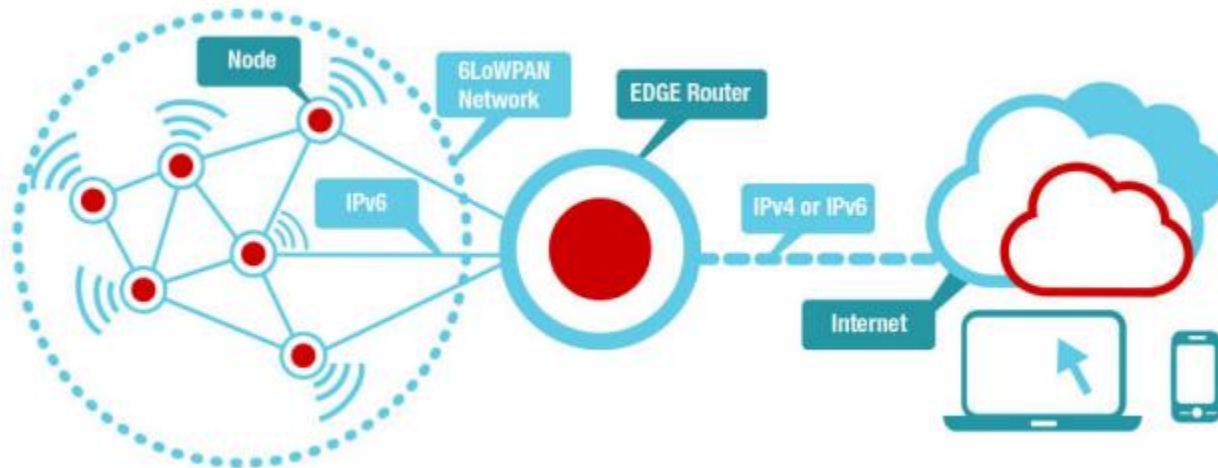 Node
6LoWPAN
Network
EDGE Router
IPv6
IPv4 or IPv6
Internet